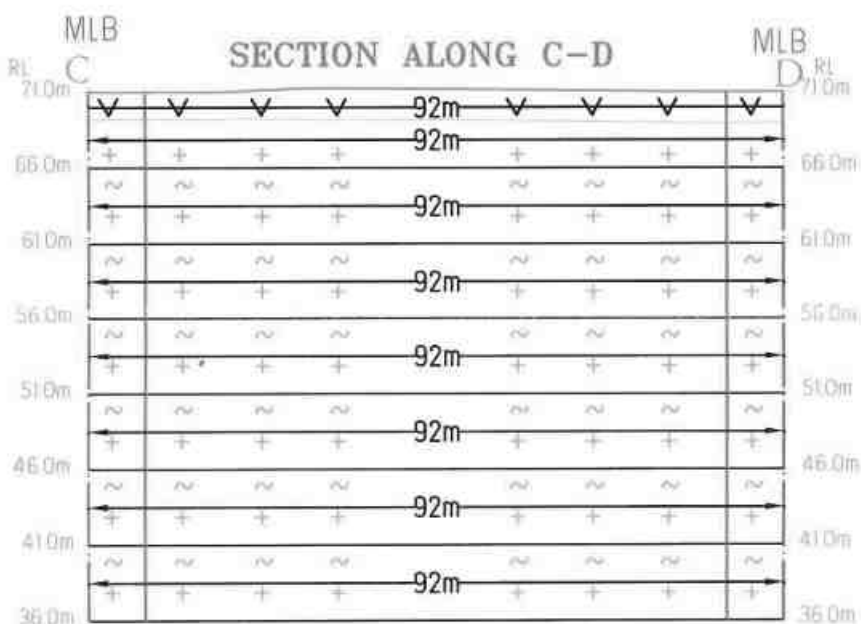 MLB MLB
SECTION ALONG C-D
RL C D RL
71.0m 71.0m
92m
92m
66.0m 66.0m
92m
61.0m 61.0m
92m
56.0m 56.0m
92m
51.0m 51.0m
92m
46.0m 46.0m
92m
41.0m 41.0m
92m
36.0m 36.0m